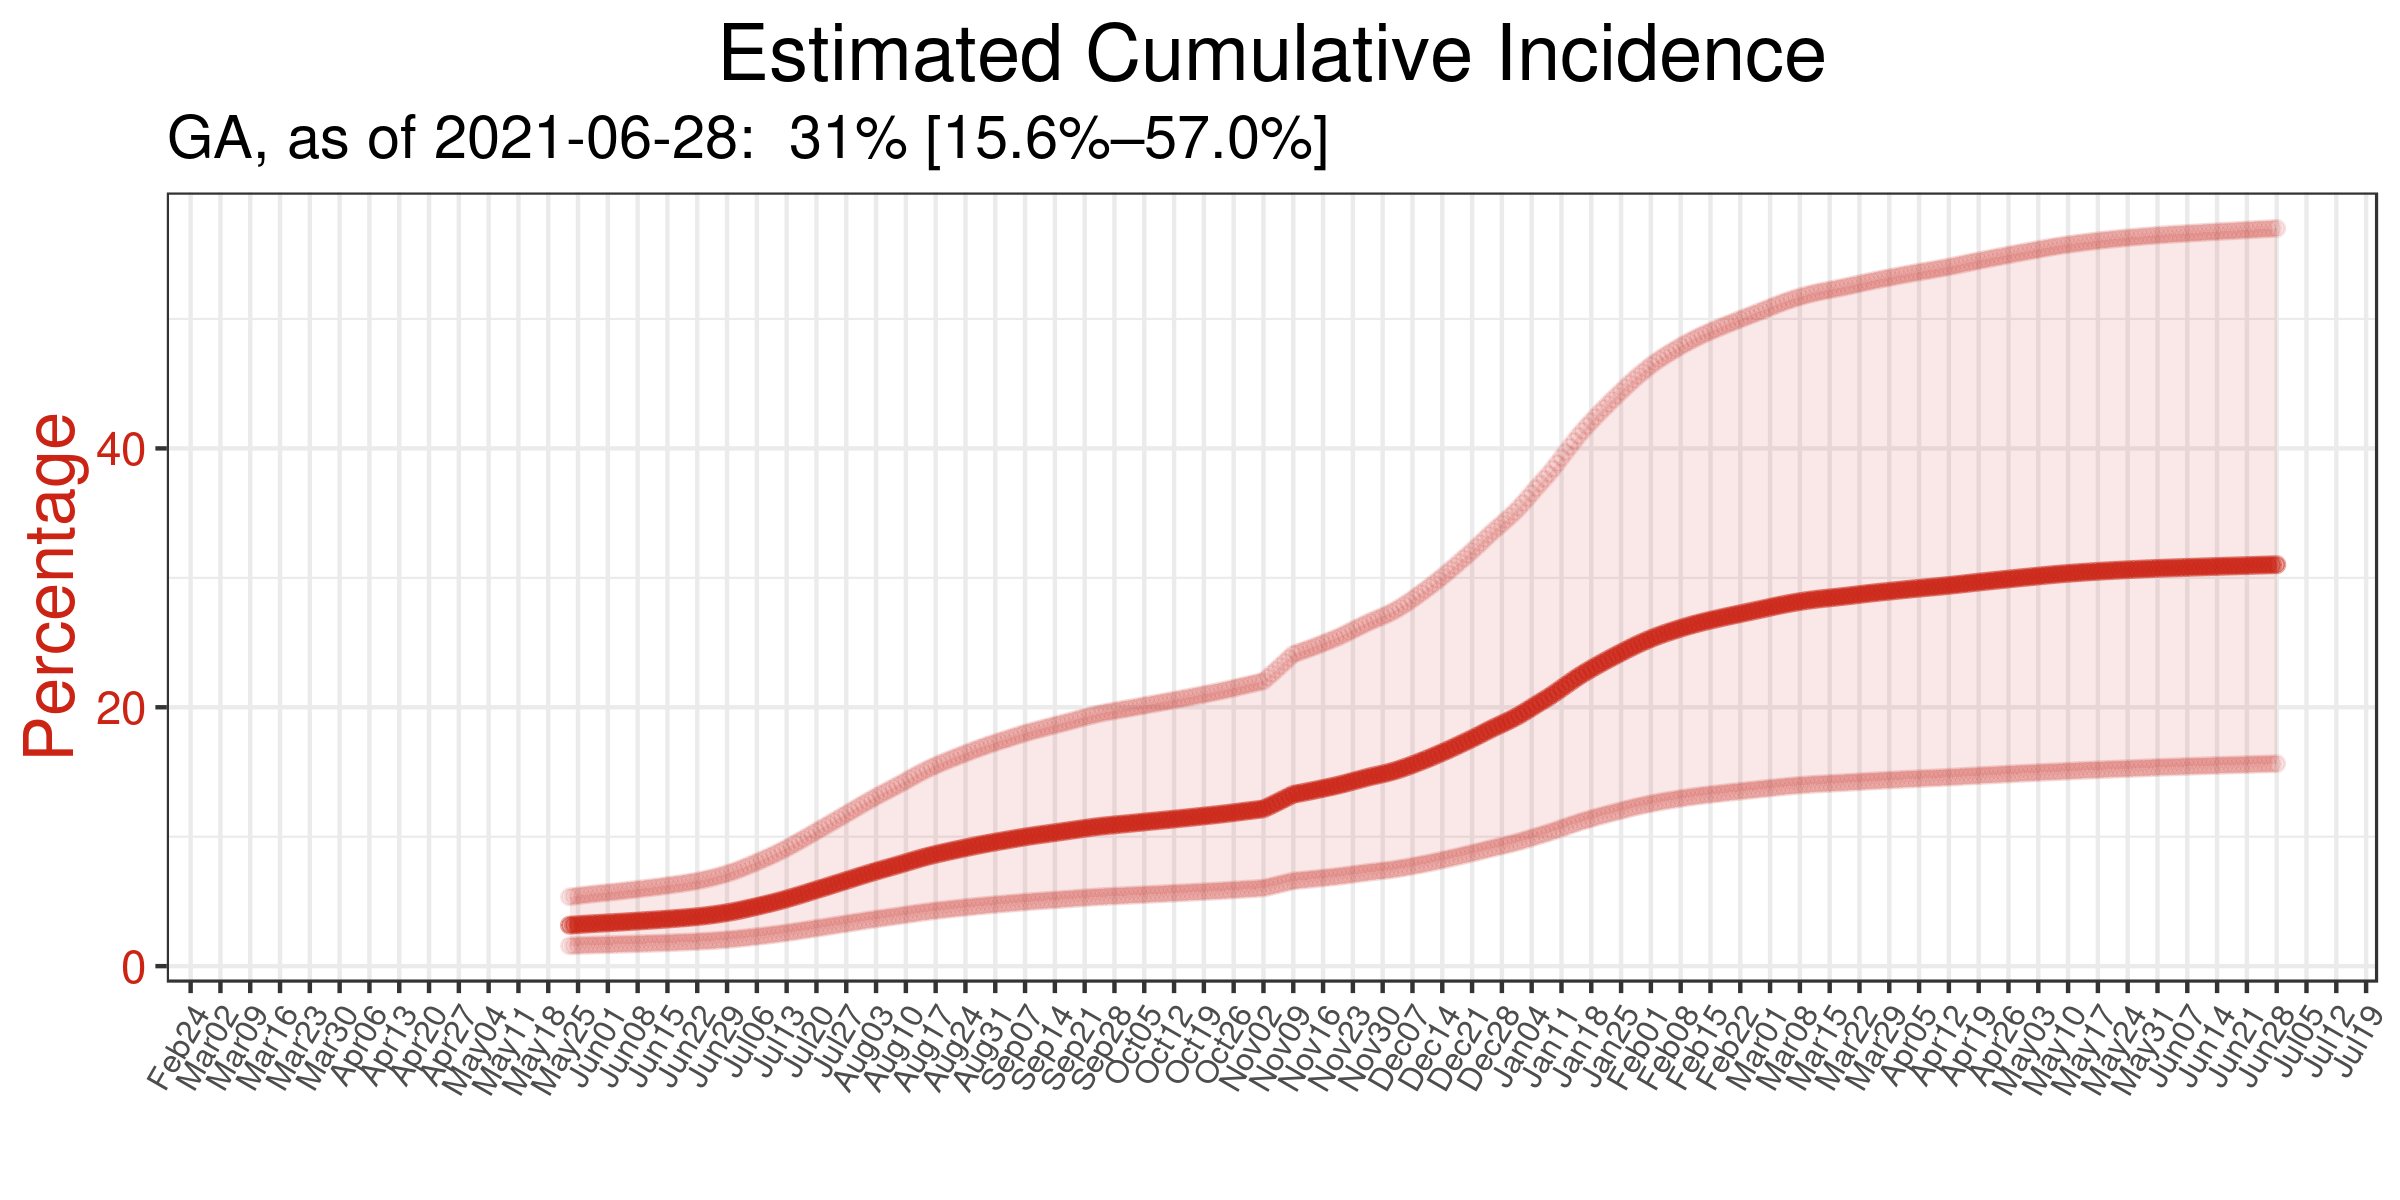 Estimated Cumulative Incidence
GA, as of 2021-06-28:  31% [15.6%–57.0%]
Percentage
40
20
0
Feb24
Mar02
Mar09
Mar16
Mar23
Mar30
Apr06
Apr13
Apr20
Apr27
May04
May11
May18
May25
Jun01
Jun08
Jun15
Jun22
Jun29
Jul06
Jul13
Jul20
Jul27
Aug03
Aug10
Aug17
Aug24
Aug31
Sep07
Sep14
Sep21
Sep28
Oct05
Oct12
Oct19
Oct26
Nov02
Nov09
Nov16
Nov23
Nov30
Dec07
Dec14
Dec21
Dec28
Jan04
Jan11
Jan18
Jan25
Feb01
Feb08
Feb15
Feb22
Mar01
Mar08
Mar15
Mar22
Mar29
Apr05
Apr12
Apr19
Apr26
May03
May10
May17
May24
May31
Jun07
Jun14
Jun21
Jun28
Jul05
Jul12
Jul19